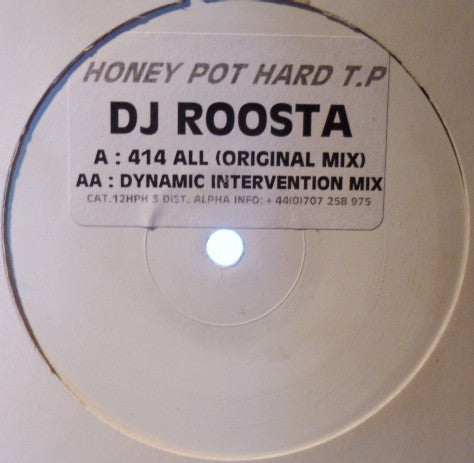 HONEY POT HARD T.P
DJ ROOSTA
A : 414 ALL (ORIGINAL MIX)
AA : DYNAMIC INTERVENTION MIX
CAT.12HPH 3 DIST. ALPHA INFO: +44(0)707 258 975